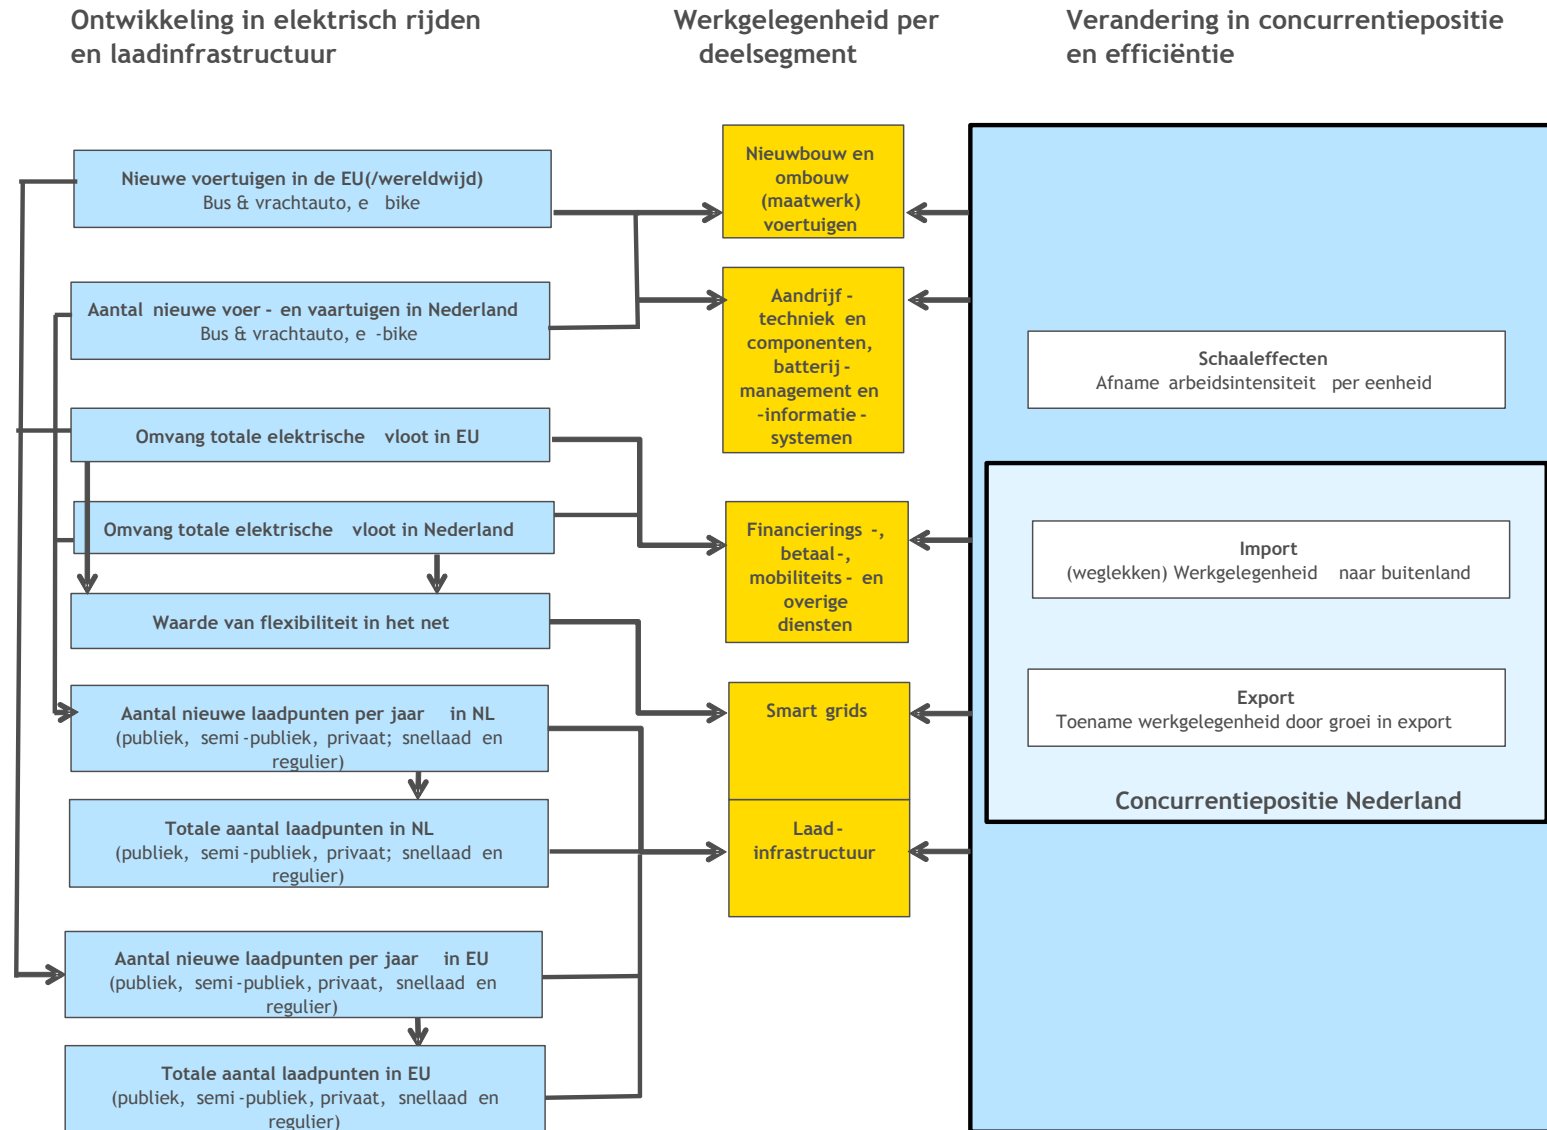 Ontwikkeling in elektrisch rijden
en laadinfrastructuur
Nieuwe voertuigen in de EU(/wereldwijd)
Bus & vrachtauto, e bike
Aantal nieuwe voer - en vaartuigen in Nederland
Bus & vrachtauto, e -bike
Omvang totale elektrische vloot in EU
Omvang totale elektrische vloot in Nederland
Waarde van flexibiliteit in het net
Aantal nieuwe laadpunten per jaar in NL
(publiek, semi-publiek, privaat; snellaad en
regulier)
Totale aantal laadpunten in NL
(publiek, semi-publiek, privaat; snellaad en
regulier)
Aantal nieuwe laadpunten per jaar in EU
(publiek, semi-publiek, privaat, snellaad en
regulier)
Totale aantal laadpunten in EU
(publiek, semi-publiek, privaat, snellaad en
regulier)
Werkgelegenheid per
deelsegment
Nieuwbouw en
ombouw
(maatwerk)
voertuigen
Aandrijf-
techniek en
componenten,
batterij-
management en
-informatie-
systemen
Financierings -,
betaal-,
mobiliteits- en
overige
diensten
Smart grids
Laad-
infrastructuur
Verandering in concurrentiepositie
en efficiëntie
Schaaleffecten
Afname arbeidsintensiteit per eenheid
Import
(weglekken) Werkgelegenheid naar buitenland
Export
Toename werkgelegenheid door groei in export
Concurrentiepositie Nederland